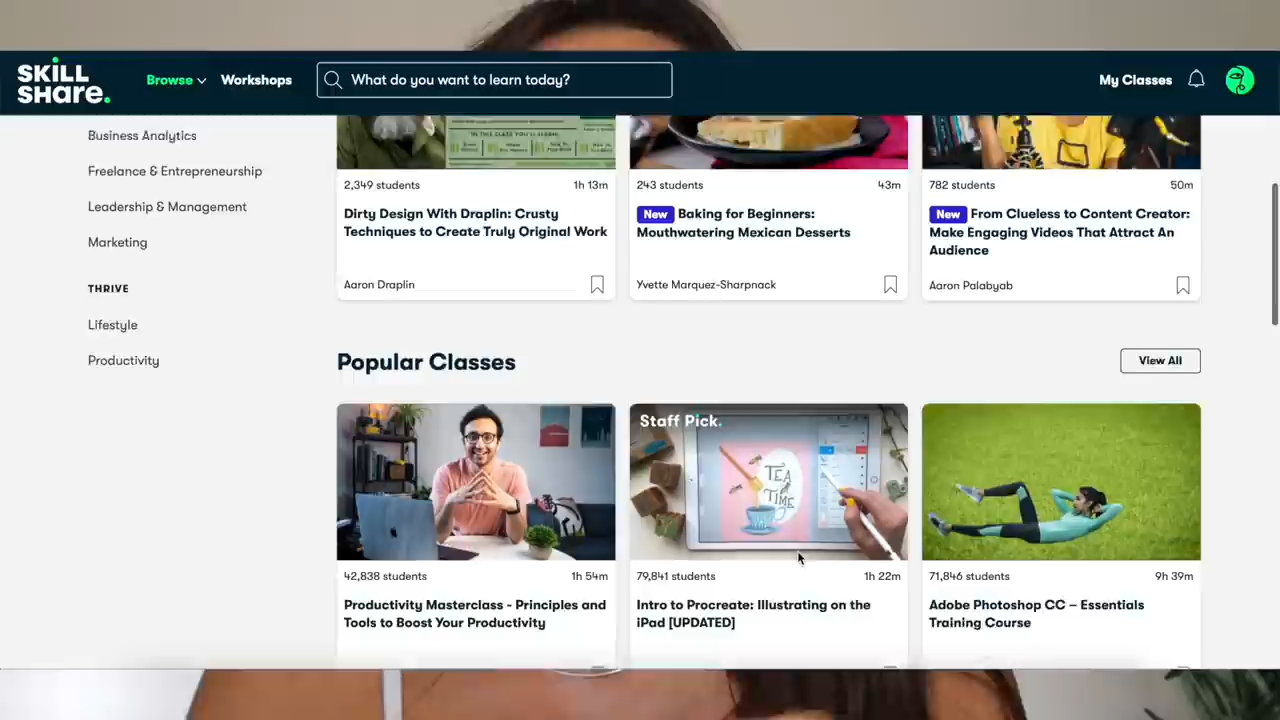 SKiLL
SHare.
Browse
Workshops
What do you want to learn today?
My Classes
Business Analytics
Freelance & Entrepreneurship
Leadership & Management
Marketing
THRIVE
Lifestyle
Productivity
IN THIS CLASS YOU'LL LEARN:
2,349 students
1h 13m
Dirty Design With Draplin: Crusty
Techniques to Create Truly Original Work
Aaron Draplin
243 students
43m
New Baking for Beginners:
Mouthwatering Mexican Desserts
Yvette Marquez-Sharpnack
782 students
50m
New From Clueless to Content Creator:
Make Engaging Videos That Attract An
Audience
Aaron Palabyab
Popular Classes
View All
42,838 students
1h 54m
Productivity Masterclass - Principles and
Tools to Boost Your Productivity
Staff Pick.
TEA
TIME
79,841 students
1h 22m
Intro to Procreate: Illustrating on the
iPad [UPDATED]
71,846 students
9h 39m
Adobe Photoshop CC – Essentials
Training Course